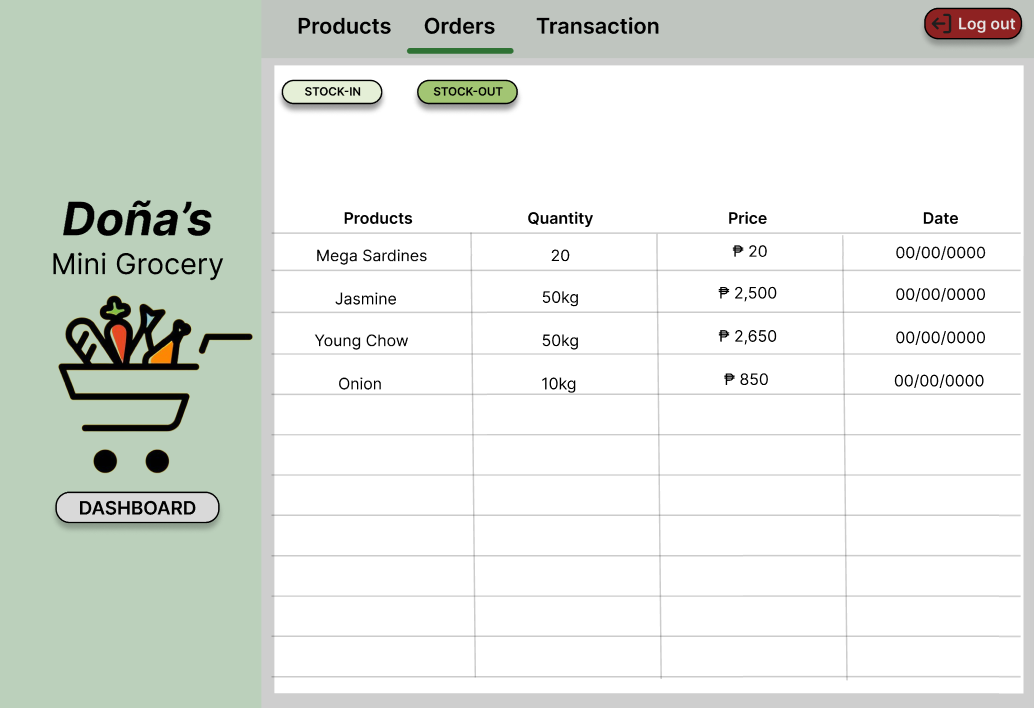 Products Orders Transaction Log out
STOCK-IN STOCK-OUT
Doña's
Mini Grocery
DASHBOARD
Products Quantity Price Date
Mega Sardines 20 ₱ 20 00/00/0000
Jasmine 50kg ₱ 2,500 00/00/0000
Young Chow 50kg ₱ 2,650 00/00/0000
Onion 10kg ₱ 850 00/00/0000